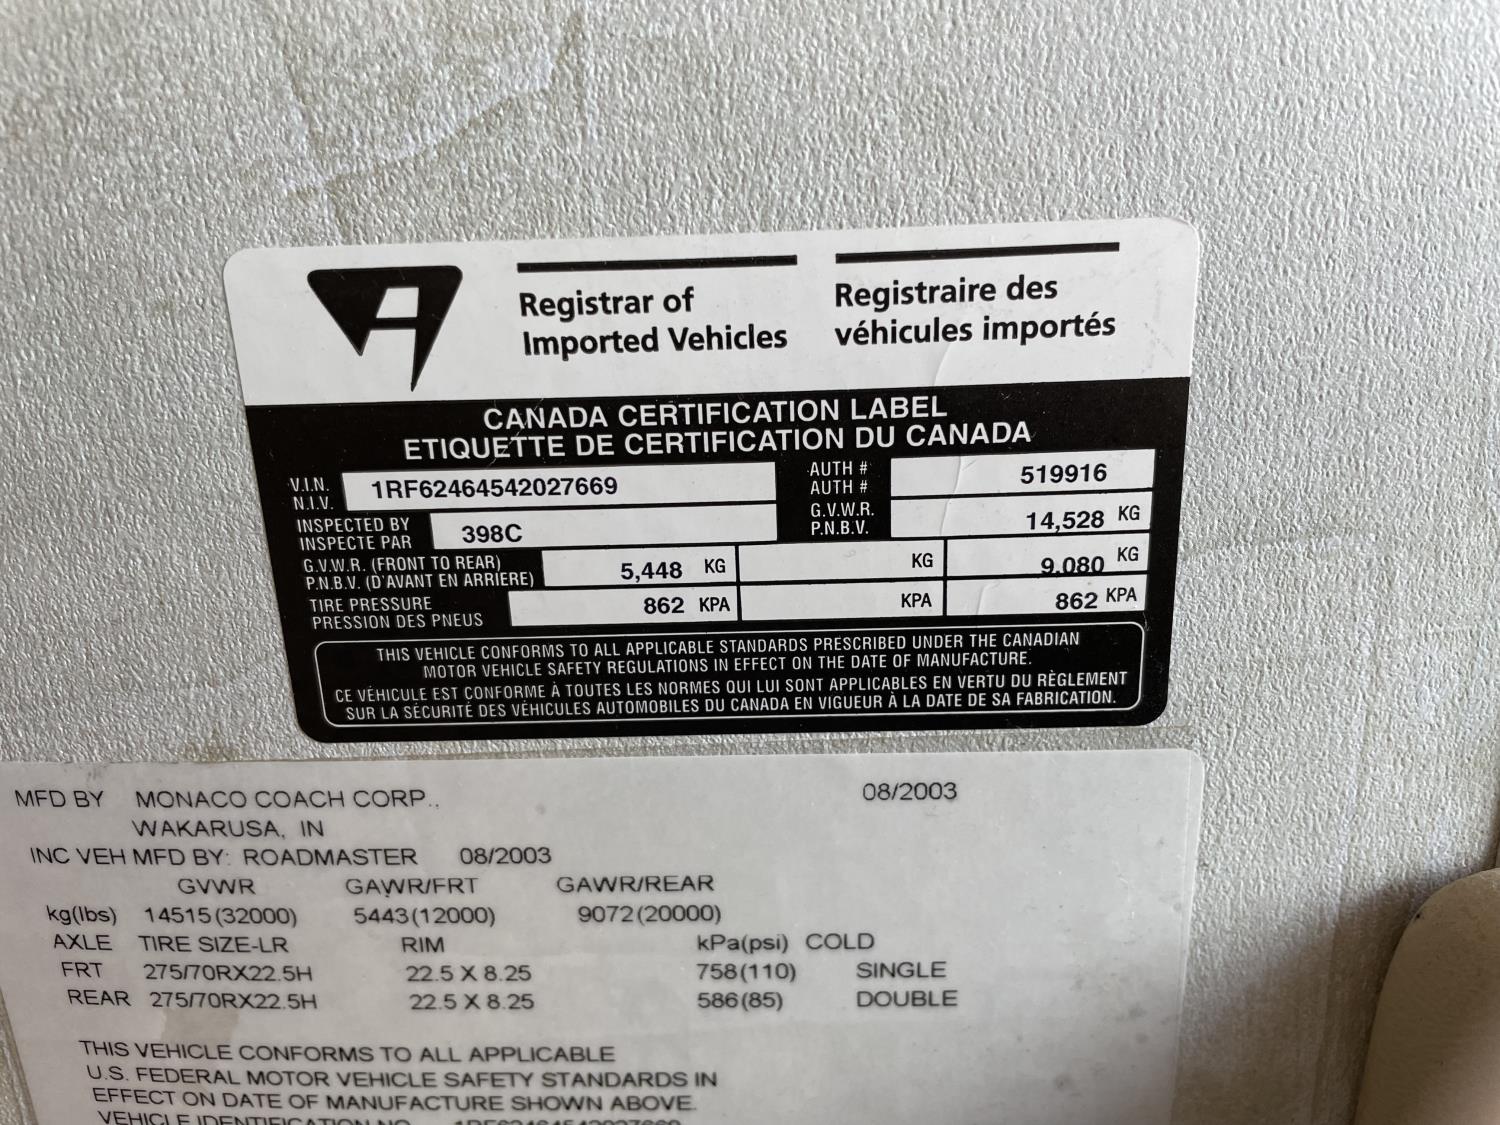 Registrar of
Imported Vehicles
Registraire des
véhicules importés
CANADA CERTIFICATION LABEL
ETIQUETTE DE CERTIFICATION DU CANADA
V.I.N.
N.I.V.
1RF62464542027669
AUTH #
AUTH #
519916
INSPECTED BY
INSPECTE PAR
398C
G.V.W.R.
P.N.B.V.
14,528 KG
G.V.W.R. (FRONT TO REAR)
P.N.B.V. (D'AVANT EN ARRIERE)
5,448 KG
KG
9,080 KG
TIRE PRESSURE
PRESSION DES PNEUS
862 KPA
KPA
862 KPA
THIS VEHICLE CONFORMS TO ALL APPLICABLE STANDARDS PRESCRIBED UNDER THE CANADIAN
MOTOR VEHICLE SAFETY REGULATIONS IN EFFECT ON THE DATE OF MANUFACTURE.
CE VÉHICULE EST CONFORME À TOUTES LES NORMES QUI LUI SONT APPLICABLES EN VERTU DU RÈGLEMENT
SUR LA SÉCURITÉ DES VÉHICULES AUTOMOBILES DU CANADA EN VIGUEUR À LA DATE DE SA FABRICATION.
MFD BY MONACO COACH CORP., 08/2003
WAKARUSA, IN
INC VEH MFD BY: ROADMASTER 08/2003
GVWR GAWR/FRT GAWR/REAR
kg(lbs) 14515(32000) 5443(12000) 9072(20000)
AXLE TIRE SIZE-LR RIM kPa(psi) COLD
FRT 275/70RX22.5H 22.5 X 8.25 758(110) SINGLE
REAR 275/70RX22.5H 22.5 X 8.25 586(85) DOUBLE
THIS VEHICLE CONFORMS TO ALL APPLICABLE
U.S. FEDERAL MOTOR VEHICLE SAFETY STANDARDS IN
EFFECT ON DATE OF MANUFACTURE SHOWN ABOVE.
VEHICLE IDENTIFICATION NO. 1RF62464542027669